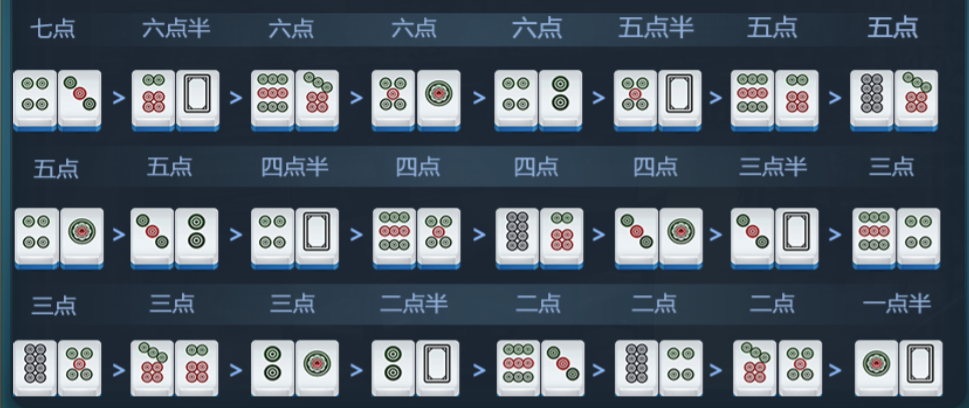 七点 六点半 六点 六点 六点 五点半 五点 五点
五点 五点 四点半 四点 四点 四点 三点半 三点
三点 三点 三点 二点半 二点 二点 二点 一点半